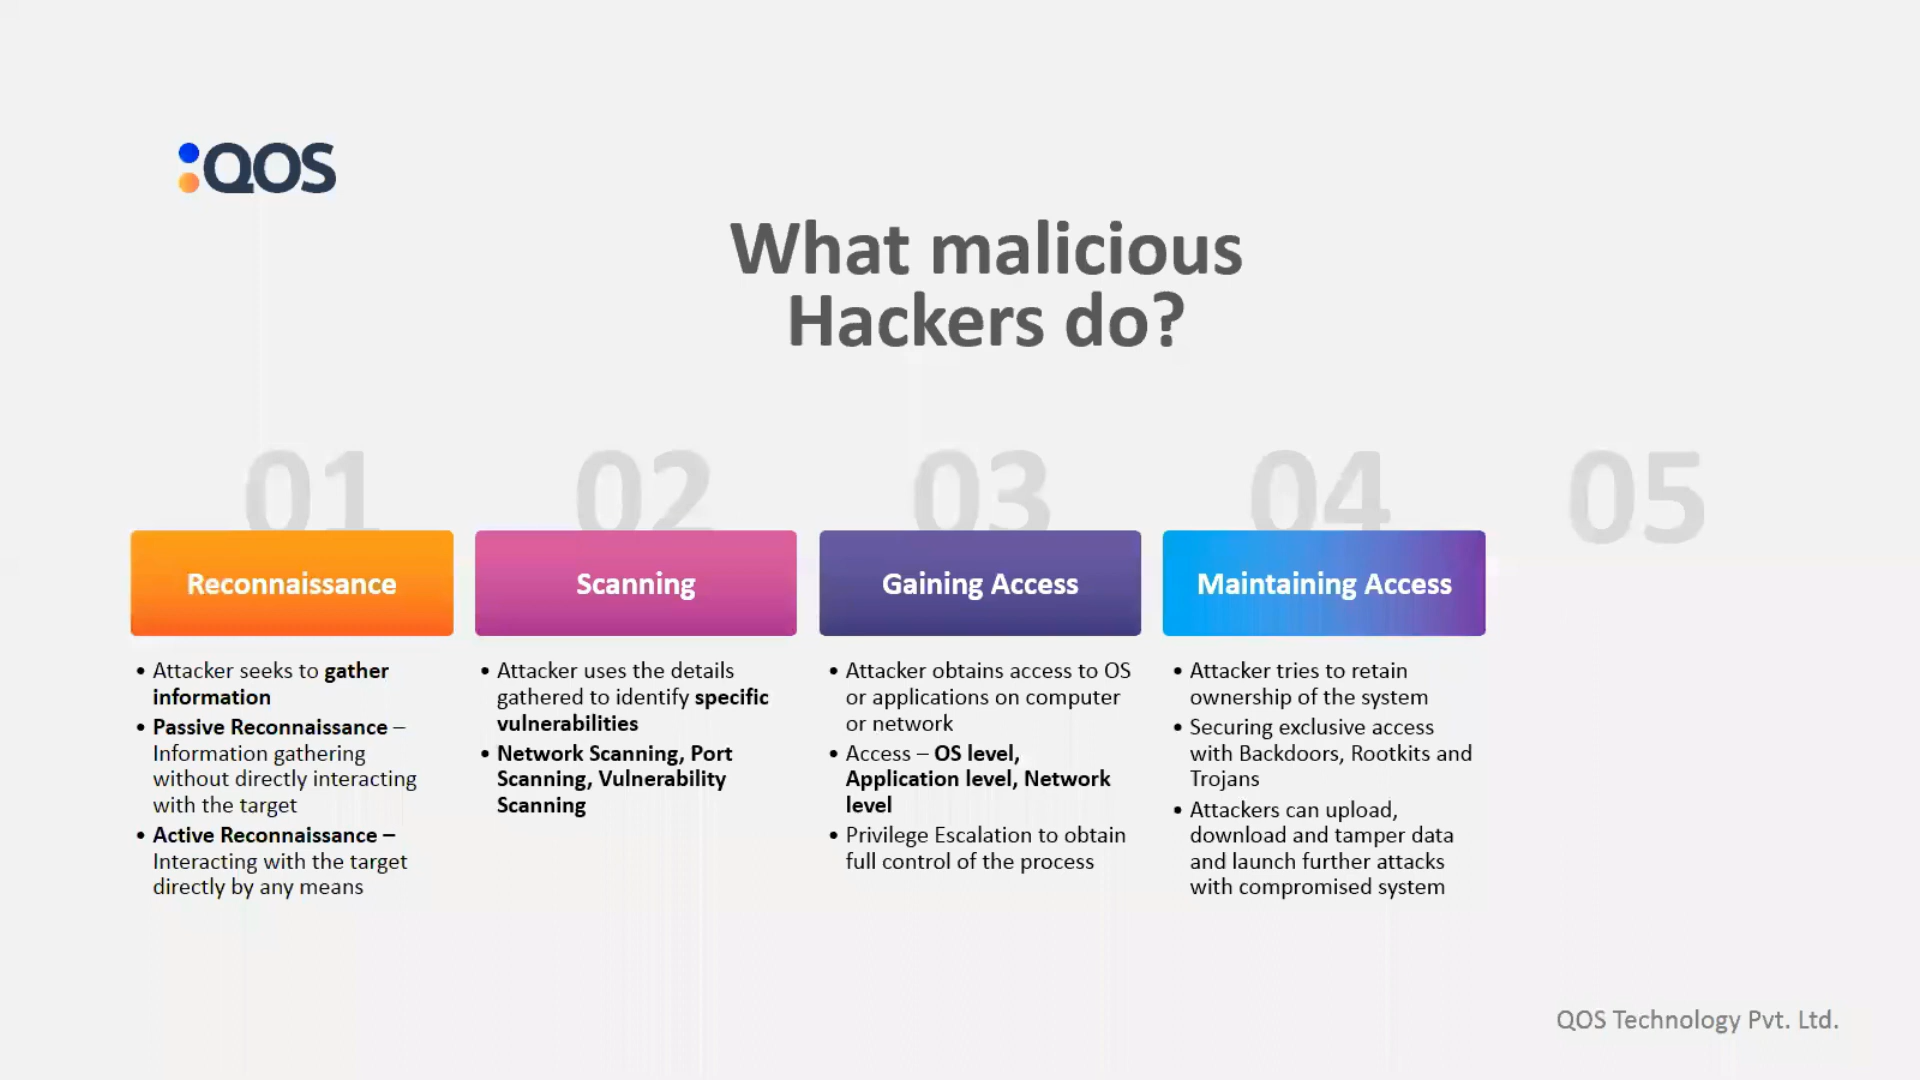 :QOS
What malicious
Hackers do?
01
02
03
04
05
Reconnaissance
• Attacker seeks to gather
information
• Passive Reconnaissance –
Information gathering
without directly interacting
with the target
• Active Reconnaissance –
Interacting with the target
directly by any means
Scanning
• Attacker uses the details
gathered to identify specific
vulnerabilities
• Network Scanning, Port
Scanning, Vulnerability
Scanning
Gaining Access
• Attacker obtains access to OS
or applications on computer
or network
• Access – OS level,
Application level, Network
level
• Privilege Escalation to obtain
full control of the process
Maintaining Access
• Attacker tries to retain
ownership of the system
• Securing exclusive access
with Backdoors, Rootkits and
Trojans
• Attackers can upload,
download and tamper data
and launch further attacks
with compromised system
QOS Technology Pvt. Ltd.